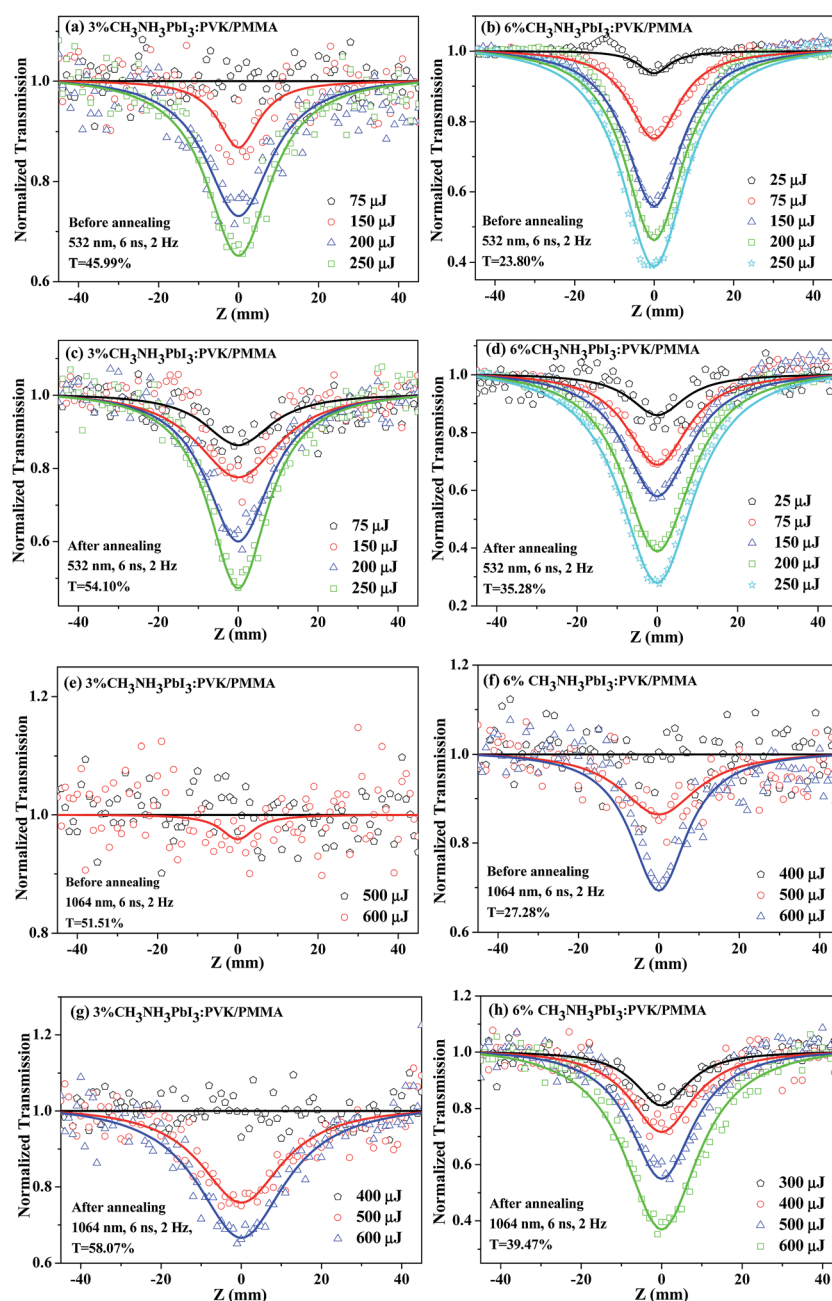 (a) 3%CH3NH3PbI3:PVK/PMMA
Normalized Transmission
1.0
0.8
0.6
75 μJ
150 μJ
200 μJ
250 μJ
Before annealing
532 nm, 6 ns, 2 Hz
T=45.99%
-40 -20 0 20 40
Z (mm)
(b) 6%CH3NH3PbI3:PVK/PMMA
Normalized Transmission
1.0
0.8
0.6
0.4
25 μJ
75 μJ
150 μJ
200 μJ
250 μJ
Before annealing
532 nm, 6 ns, 2 Hz
T=23.80%
-40 -20 0 20 40
Z (mm)
(c) 3%CH3NH3PbI3:PVK/PMMA
Normalized Transmission
1.0
0.8
0.6
75 μJ
150 μJ
200 μJ
250 μJ
After annealing
532 nm, 6 ns, 2 Hz
T=54.10%
-40 -20 0 20 40
Z (mm)
(d) 6%CH3NH3PbI3:PVK/PMMA
Normalized Transmission
1.0
0.8
0.6
0.4
0.2
25 μJ
75 μJ
150 μJ
200 μJ
250 μJ
After annealing
532 nm, 6 ns, 2 Hz
T=35.28%
-40 -20 0 20 40
Z (mm)
(e) 3%CH3NH3PbI3:PVK/PMMA
Normalized Transmission
1.2
1.0
0.8
500 μJ
600 μJ
Before annealing
1064 nm, 6 ns, 2 Hz
T=51.51%
-40 -20 0 20 40
Z (mm)
(f) 6% CH3NH3PbI3:PVK/PMMA
Normalized Transmission
1.2
1.0
0.8
0.6
400 μJ
500 μJ
600 μJ
Before annealing
1064 nm, 6 ns, 2 Hz
T=27.28%
-40 -20 0 20 40
Z (mm)
(g) 3%CH3NH3PbI3:PVK/PMMA
Normalized Transmission
1.2
1.0
0.8
0.6
400 μJ
500 μJ
600 μJ
After annealing
1064 nm, 6 ns, 2 Hz,
T=58.07%
-40 -20 0 20 40
Z (mm)
(h) 6% CH3NH3PbI3:PVK/PMMA
Normalized Transmission
1.2
1.0
0.8
0.6
0.4
300 μJ
400 μJ
500 μJ
600 μJ
After annealing
1064 nm, 6 ns, 2 Hz
T=39.47%
-40 -20 0 20 40
Z (mm)